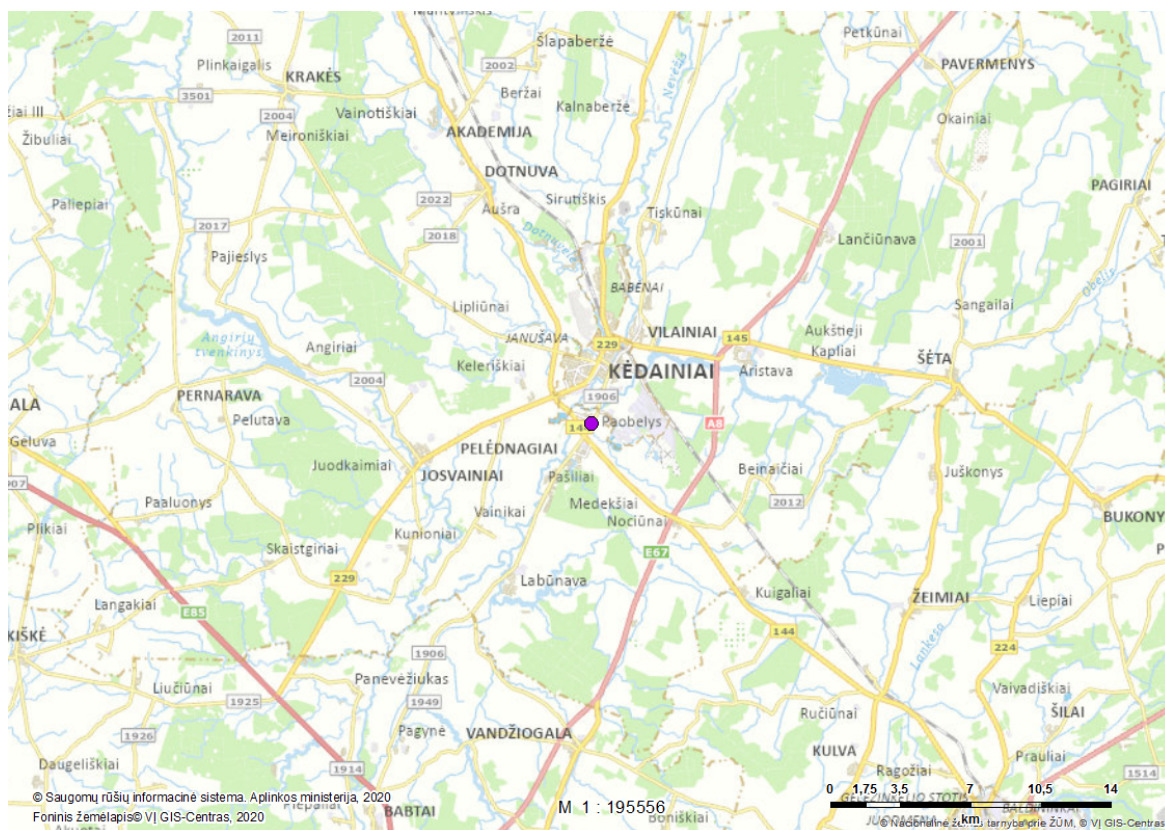 2011
Šlapaberžė
Petkūnai
Plinkaigalis
2002
PAVERMENYS
KRAKĖS
3501
Beržai
Nevėžis
Vainotiškiai
Kalnaberžė
Okainiai
2004
AKADEMIJA
Žibuliai
Meironiškiai
DOTNUVA
PAGIRIAI
Paliepiai
2022
Aušra
Sirutiškis
Tiškūnai
2017
2018
Dotnuvėlė
Lančiūnava
2001
Pajieslys
Obelis
BABĖNAI
Lipliūnai
Sangailai
Angirių
tvenkinys
JANUŠAVA
229
VILAINIAI
145
Aukštieji
Kapliai
Angiriai
Keleriškiai
KĖDAINIAI
Aristava
ŠĖTA
2004
PERNARAVA
1906
Pelutava
Paobelys
A8
PELĖDNAGIAI
Juodkaimiai
JOSVAINIAI
Pašiliai
Beinaičiai
Juškonys
Paaluonys
Medekšiai
2012
Plikiai
Vainikai
Nociūnai
BUKONY
Kunioniai
Skaistgiriai
E67
229
Labūnava
Kuigaliai
Langakiai
E85
ŽEIMIAI
Liepiai
144
Lankesa
224
1906
Liučiūnai
Panevėžiukas
1925
Vaivadiškiai
1949
Ručiūnai
ŠILAI
1926
Pagynė
VANDŽIOGALA
KULVA
Prauliai
Daugeliškiai
1914
Ragožiai
1514
© Saugomų rūšių informacinė sistema. Aplinkos ministerija, 2020
BABTAI
M 1 : 195556
0 1,75 3,5 7 10,5 14
km
Foninis žemėlapis© VĮ GIS-Centras, 2020
Boniškiai